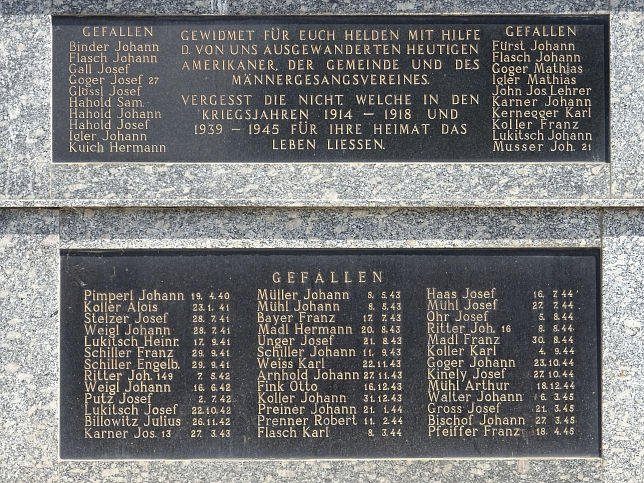 GEFALLEN
Binder Johann
Flasch Johann
Gall Josef
Goger Josef 27
Glössl Josef
Hahold Sam.
Hahold Johann
Hahold Josef
Igler Johann
Kuich Hermann
GEWIDMET FÜR EUCH HELDEN MIT HILFE
D. VON UNS AUSGEWANDERTEN HEUTIGEN
AMERIKANER, DER GEMEINDE UND DES
MÄNNERGESANGSVEREINES.
VERGESST DIE NICHT, WELCHE IN DEN
KRIEGSJAHREN 1914 – 1918 UND
1939 – 1945 FÜR IHRE HEIMAT DAS
LEBEN LIESSEN.
GEFALLEN
Fürst Johann
Flasch Johann
Goger Mathias
Igler Mathias
John Jos. Lehrer
Karner Johann
Kernegger Karl
Koller Franz
Lukitsch Johann
Musser Joh. 21
GEFALLEN
Pimperl Johann 19. 4. 40
Koller Alois 23. 1. 41
Stelzer Josef 28. 7. 41
Weigl Johann 28. 7. 41
Lukitsch Heinr. 17. 9. 41
Schiller Franz 29. 9. 41
Schiller Engelb. 29. 9. 41
Ritter Joh. 149 7. 5. 42
Weigl Johann 16. 6. 42
Putz Josef 2. 7. 42
Lukitsch Josef 22. 10. 42
Billowitz Julius 26. 11. 42
Karner Jos. 13 27. 3. 43
Müller Johann 8. 5. 43
Mühl Johann 8. 5. 43
Bayer Franz 17. 7. 43
Madl Hermann 20. 8. 43
Unger Josef 21. 8. 43
Schiller Johann 11. 9. 43
Weiss Karl 22. 11. 43
Arnhold Johann 27. 11. 43
Fink Otto 16. 12. 43
Koller Johann 31. 12. 43
Preiner Johann 21. 1. 44
Prenner Robert 11. 2. 44
Flasch Karl 8. 3. 44
Haas Josef 16. 7. 44
Mühl Josef 27. 7. 44
Ohr Josef 5. 8. 44
Ritter Joh. 16 8. 8. 44
Madl Franz 30. 8. 44
Koller Karl 4. 9. 44
Goger Johann 23. 10. 44
Kinely Josef 27. 10. 44
Mühl Arthur 18. 12. 44
Walter Johann 6. 3. 45
Gross Josef 21. 3. 45
Bischof Johann 27. 3. 45
Pfeiffer Franz 18. 4. 45